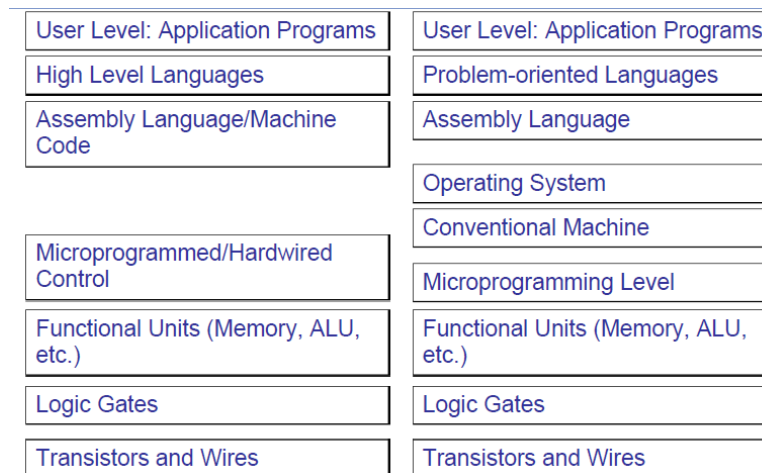 User Level: Application Programs
High Level Languages
Assembly Language/Machine
Code
Microprogrammed/Hardwired
Control
Functional Units (Memory, ALU,
etc.)
Logic Gates
Transistors and Wires
User Level: Application Programs
Problem-oriented Languages
Assembly Language
Operating System
Conventional Machine
Microprogramming Level
Functional Units (Memory, ALU,
etc.)
Logic Gates
Transistors and Wires